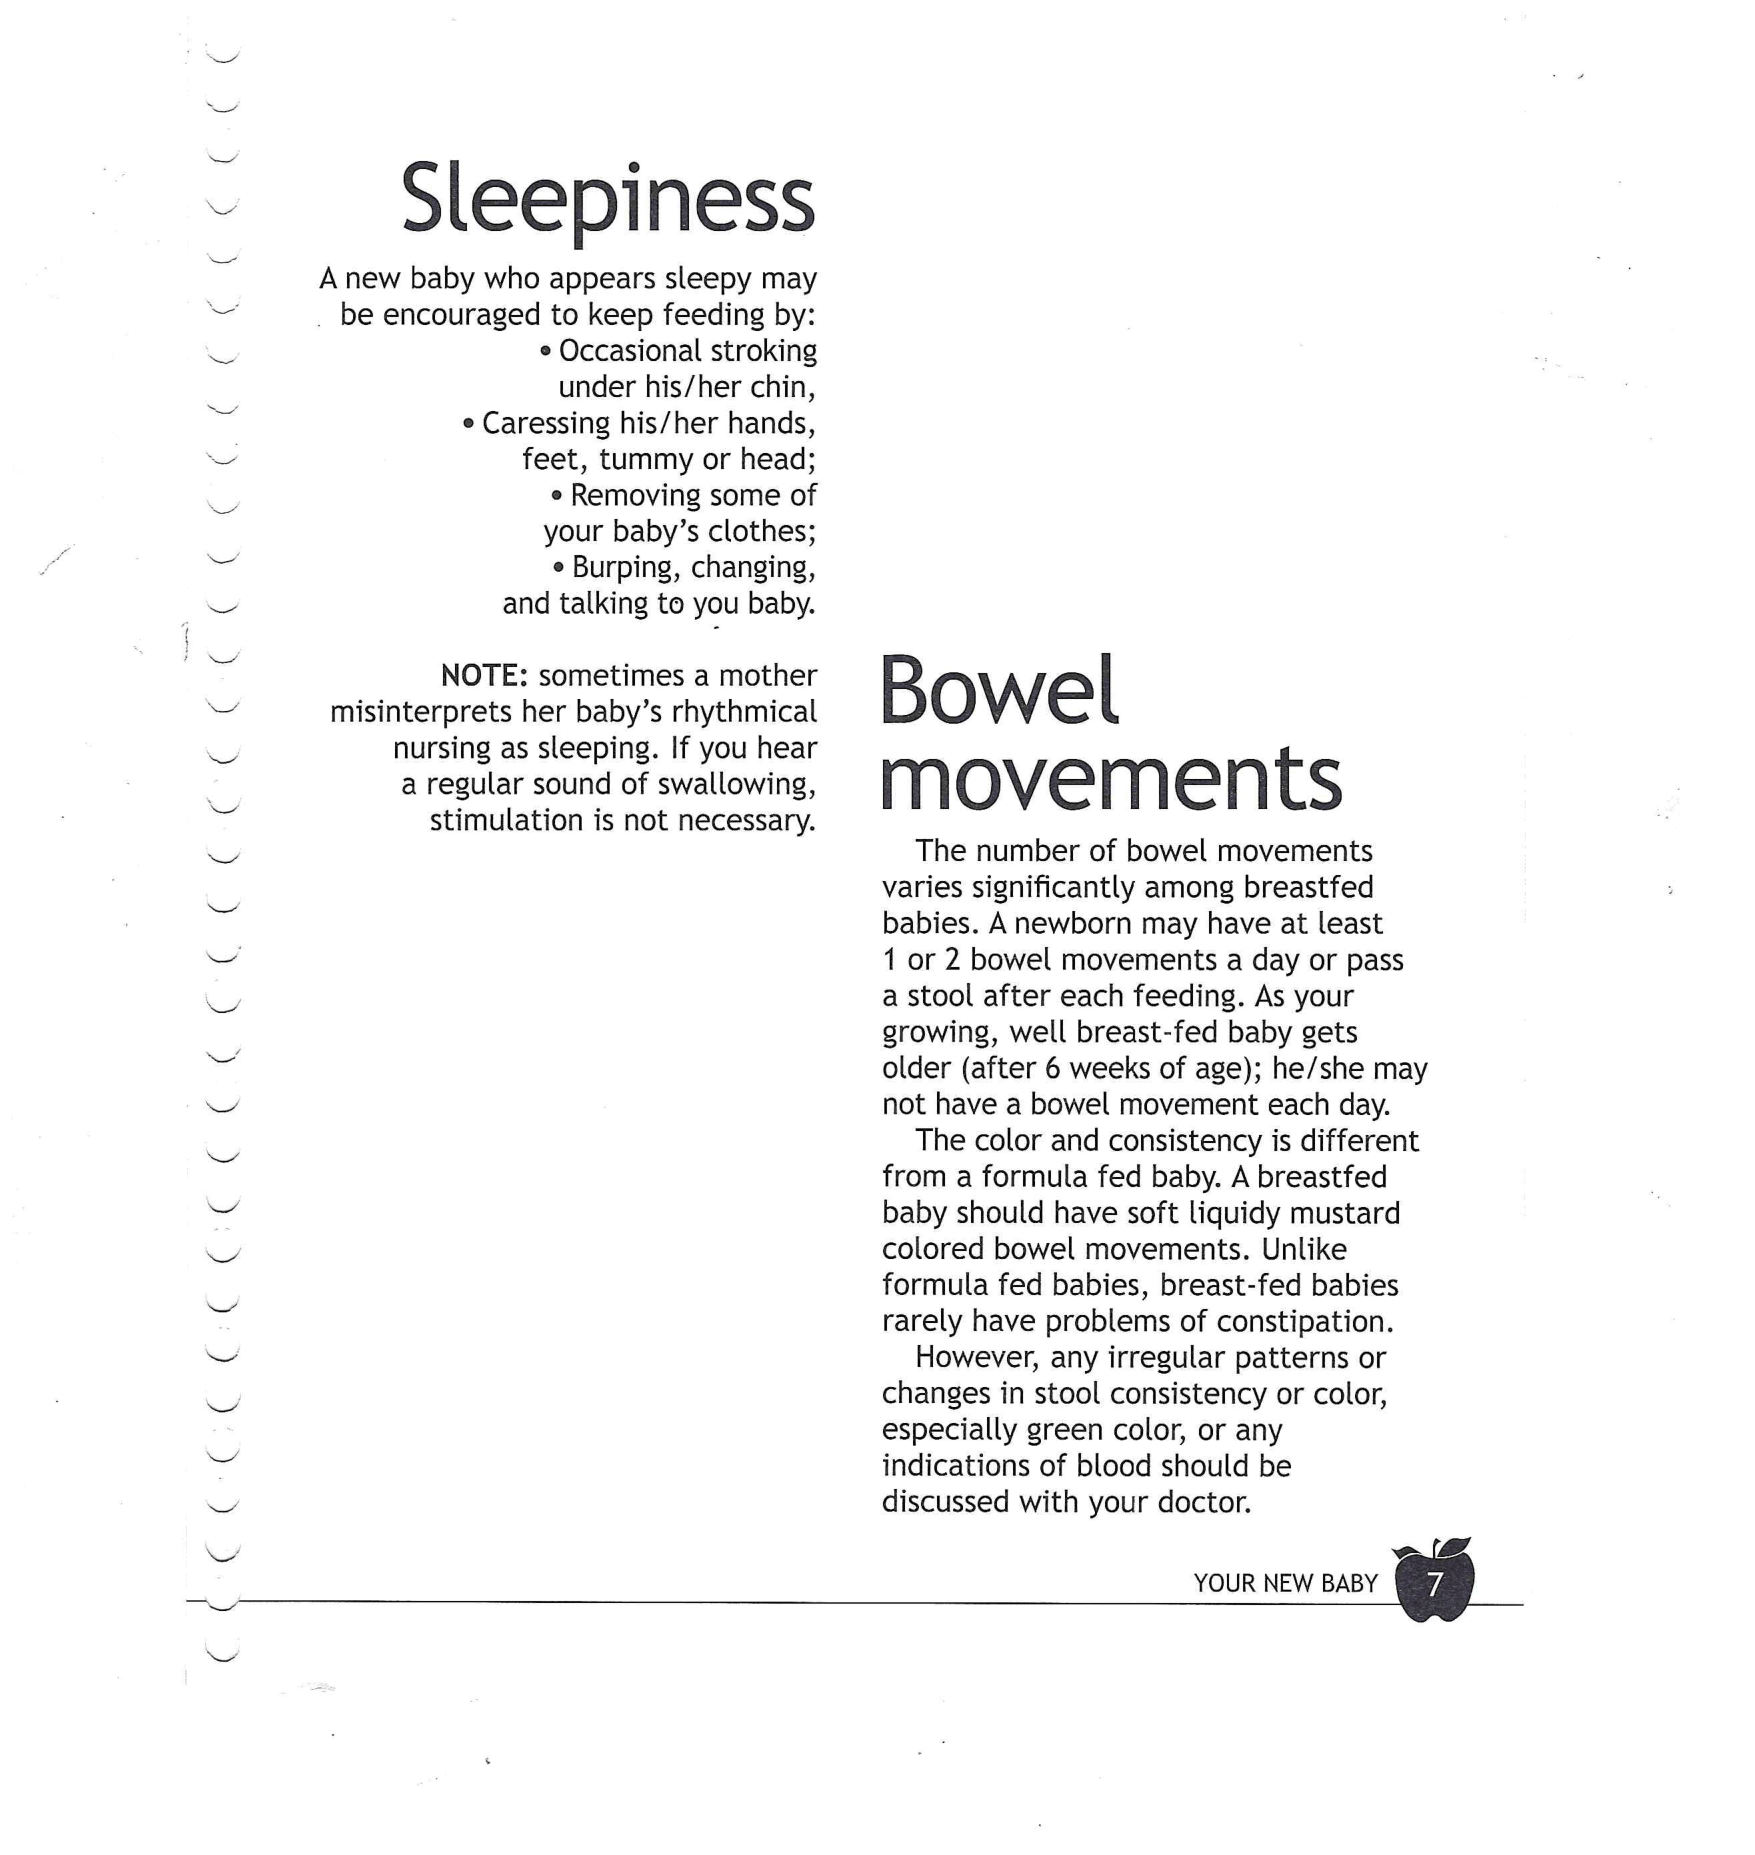 Sleepiness
A new baby who appears sleepy may
be encouraged to keep feeding by:
• Occasional stroking
under his/her chin,
• Caressing his/her hands,
feet, tummy or head;
• Removing some of
your baby's clothes;
• Burping, changing,
and talking to you baby.
NOTE: sometimes a mother
misinterprets her baby's rhythmical
nursing as sleeping. If you hear
a regular sound of swallowing,
stimulation is not necessary.
Bowel
movements
The number of bowel movements
varies significantly among breastfed
babies. A newborn may have at least
1 or 2 bowel movements a day or pass
a stool after each feeding. As your
growing, well breast-fed baby gets
older (after 6 weeks of age); he/she may
not have a bowel movement each day.
The color and consistency is different
from a formula fed baby. A breastfed
baby should have soft liquidy mustard
colored bowel movements. Unlike
formula fed babies, breast-fed babies
rarely have problems of constipation.
However, any irregular patterns or
changes in stool consistency or color,
especially green color, or any
indications of blood should be
discussed with your doctor.
YOUR NEW BABY 7